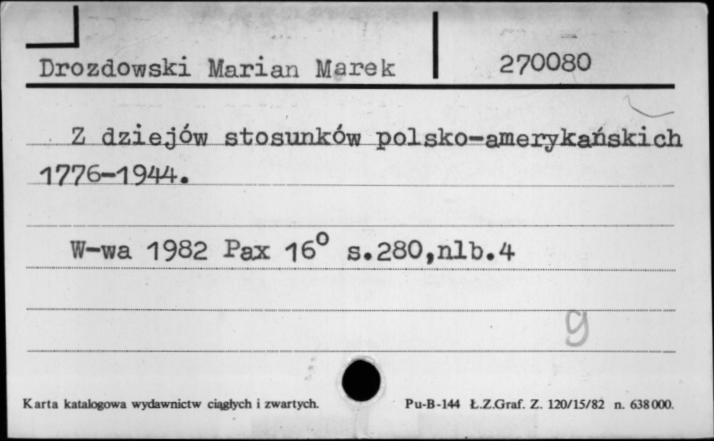 Drozdowski Marian Marek 270080
Z dziejów stosunków polsko-amerykańskich
1776-1944.
W-wa 1982 Pax 16° s.280,nlb.4
g
Karta katalogowa wydawnictw ciągłych i zwartych. Pu-B-144 Ł.Z.Graf. Z. 120/15/82 n. 638000.